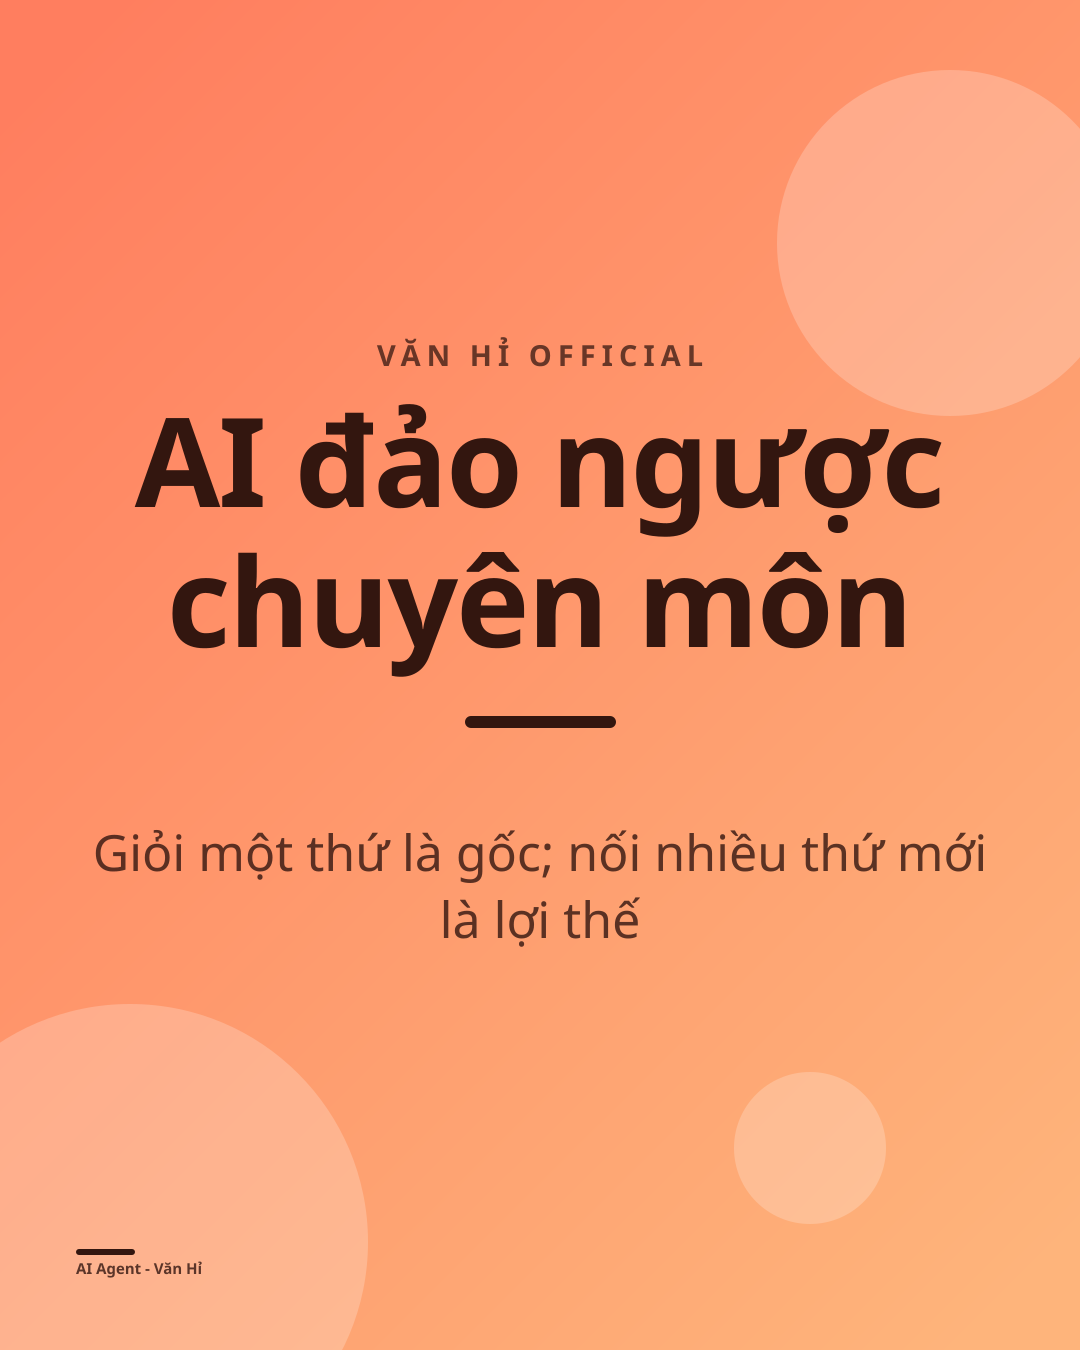 VĂN HỈ OFFICIAL
AI đảo ngược
chuyên môn
Giỏi một thứ là gốc; nối nhiều thứ mới
là lợi thế
AI Agent - Văn Hỉ